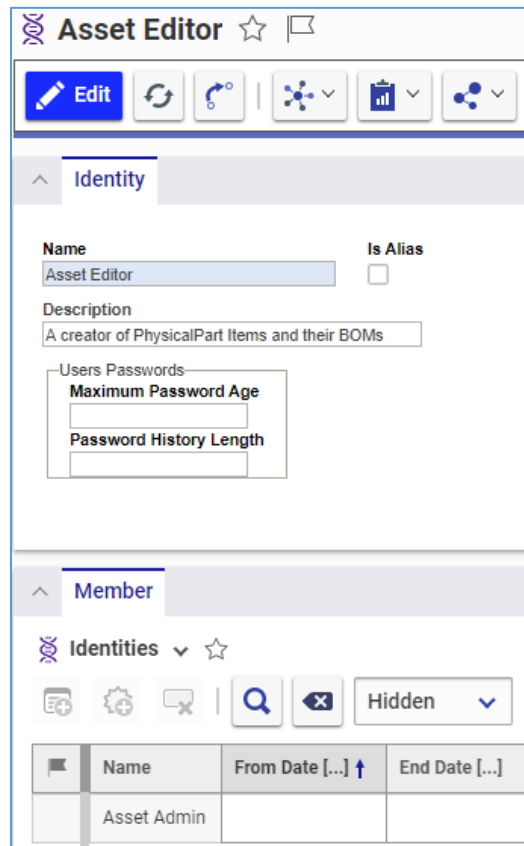 Asset Editor
Edit
Identity
Name Is Alias
Asset Editor
Description
A creator of PhysicalPart Items and their BOMs
Users Passwords
Maximum Password Age
Password History Length
Member
Identities
Hidden
Name From Date [...] End Date [...]
Asset Admin